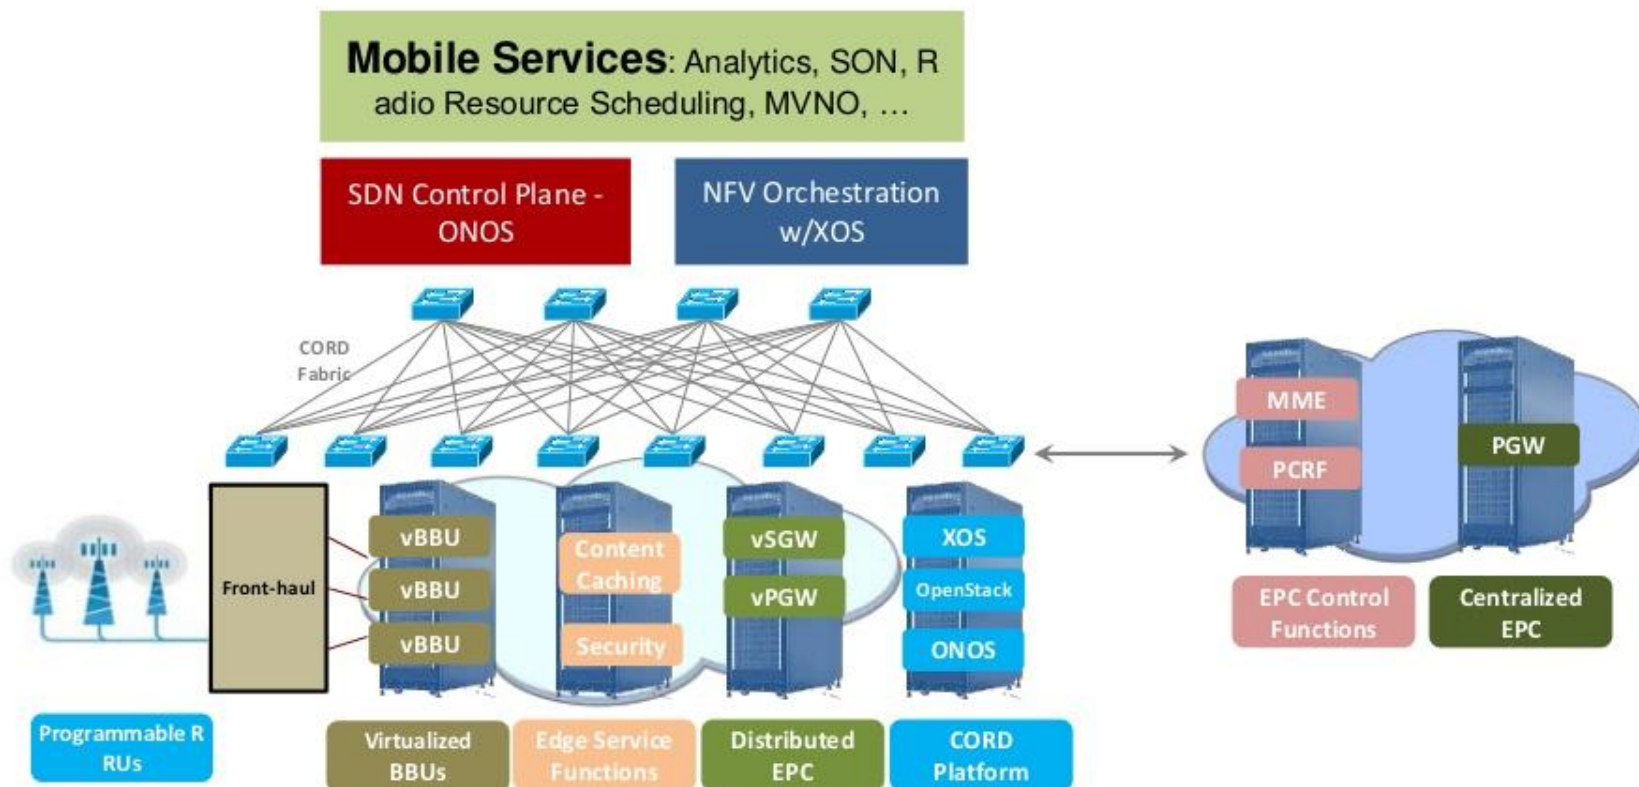 Mobile Services: Analytics, SON, R
adio Resource Scheduling, MVNO, …
SDN Control Plane -
ONOS
NFV Orchestration
w/XOS
CORD
Fabric
MME
PCRF
PGW
EPC Control
Functions
Centralized
EPC
Front-haul
vBBU
vBBU
vBBU
Content
Caching
Security
vSGW
vPGW
XOS
OpenStack
ONOS
Programmable R
RUs
Virtualized
BBUs
Edge Service
Functions
Distributed
EPC
CORD
Platform